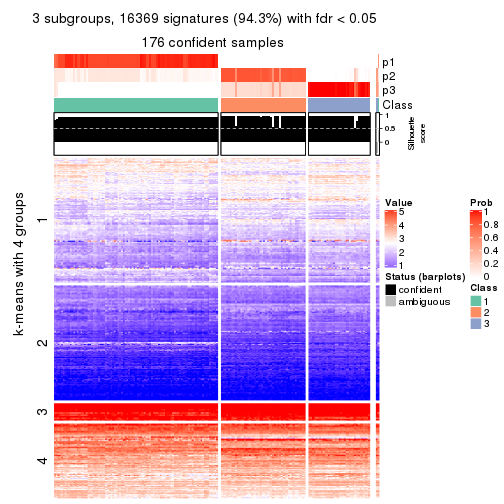 3 subgroups, 16369 signatures (94.3%) with fdr < 0.05
176 confident samples
p1
p2
p3
Class
1
0.5
0
Silhouette
score
k-means with 4 groups
1
2
3
4
Value
5
4
3
2
1
Status (barplots)
confident
ambiguous
Prob
1
0.8
0.6
0.4
0.2
0
Class
1
2
3